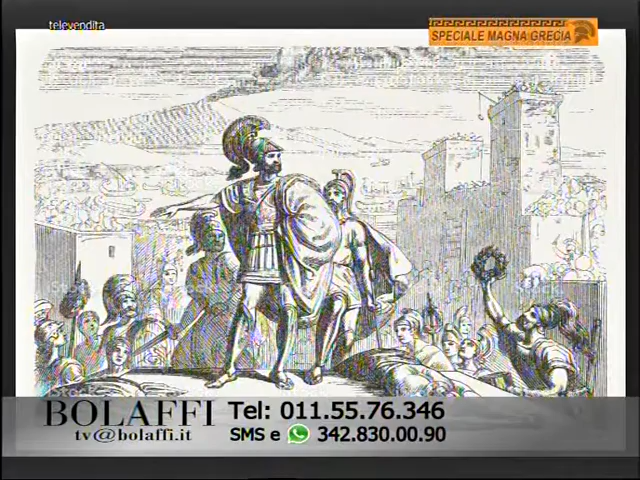 televendita
SPECIALE MAGNA GRECIA
BOLAFFI
tv@bolaffi.it
Tel: 011.55.76.346
SMS e 342.830.00.90